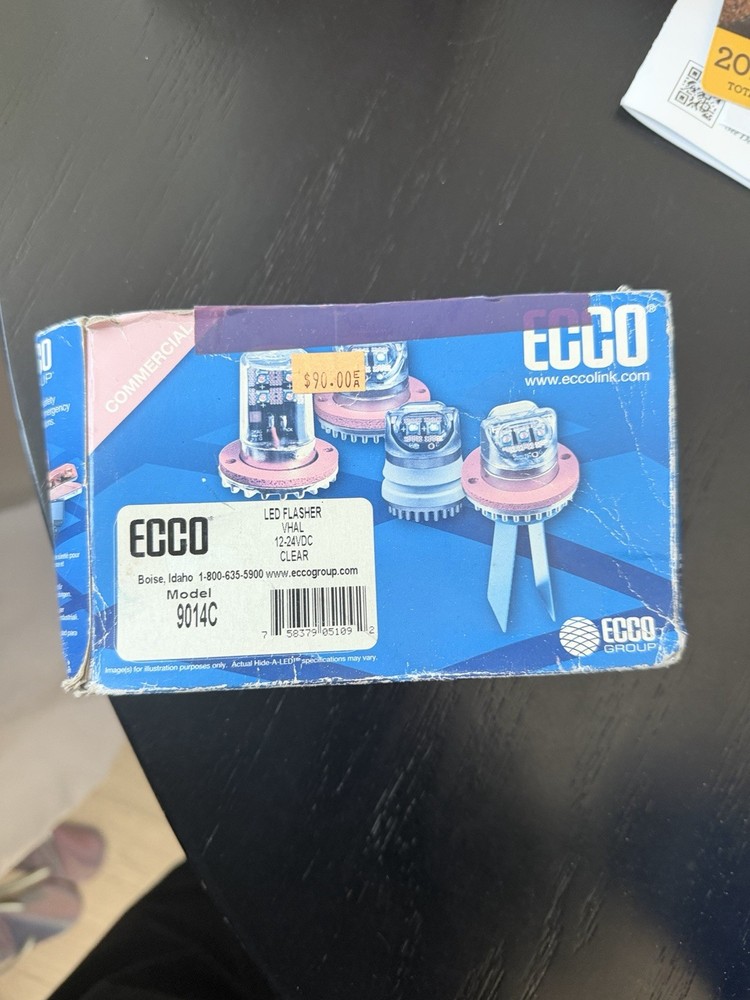 20
TOTA
COMMERCIAL
$90.00 EA
ECCO®
www.eccolink.com
ECCO®
LED FLASHER
VHAL
12-24VDC
CLEAR
Boise, Idaho 1-800-635-5900 www.eccogroup.com
Model
9014C
7 58379 05109 2
Image(s) for illustration purposes only. Actual Hide-A-LED™ specifications may vary.
ECCO
GROUP